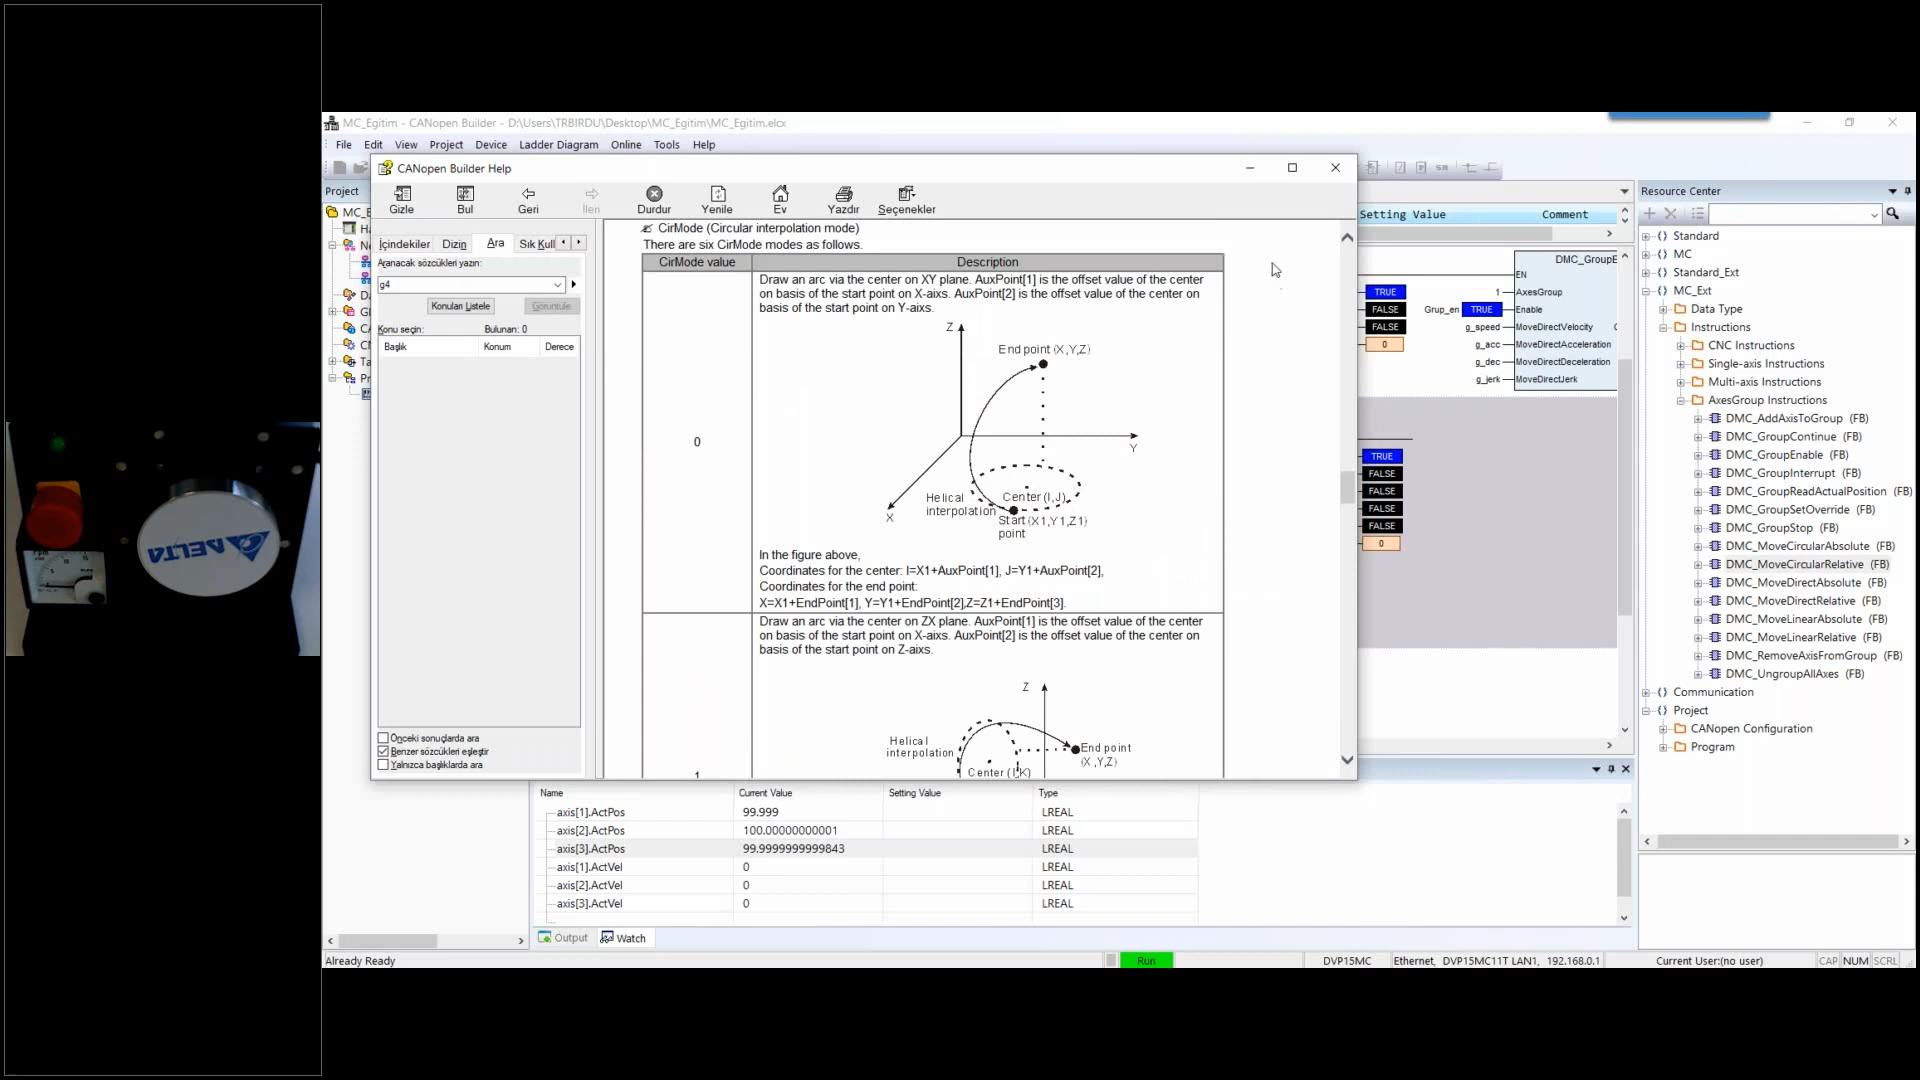 MC_Egitim - CANopen Builder - D:\Users\TRBIRDU\Desktop\MC_Egitim\MC_Egitim.elcx
File Edit View Project Device Ladder Diagram Online Tools Help
Project
MC_E
CANopen Builder Help
Gizle Bul Geri İleri Durdur Yenile Ev Yazdır Seçenekler
İçindekiler Dizin Ara Sık Kull
Aranacak sözcükleri yazın:
g4
Konuları Listele Görüntüle
Konu seçin: Bulunan: 0
Başlık Konum Derece
Önceki sonuçlarda ara
Benzer sözcükleri eşleştir
Yalnızca başlıklarda ara
CirMode (Circular interpolation mode)
There are six CirMode modes as follows.
CirMode value Description
0
Draw an arc via the center on XY plane. AuxPoint[1] is the offset value of the center
on basis of the start point on X-aixs. AuxPoint[2] is the offset value of the center on
basis of the start point on Y-aixs.
Z
End point (X,Y,Z)
Y
X
Helical
interpolation
Center (I,J)
Start (X1,Y1,Z1)
point
In the figure above,
Coordinates for the center: I=X1+AuxPoint[1], J=Y1+AuxPoint[2],
Coordinates for the end point:
X=X1+EndPoint[1], Y=Y1+EndPoint[2],Z=Z1+EndPoint[3].
1
Draw an arc via the center on ZX plane. AuxPoint[1] is the offset value of the center
on basis of the start point on X-aixs. AuxPoint[2] is the offset value of the center on
basis of the start point on Z-aixs.
Z
Helical
interpolation
End point
(X,Y,Z)
Center (I,K)
Setting Value Comment
DMC_GroupE
EN
TRUE 1 AxesGroup
FALSE Grup_en TRUE Enable
FALSE g_speed MoveDirectVelocity
0 g_acc MoveDirectAcceleration
g_dec MoveDirectDeceleration
g_jerk MoveDirectJerk
TRUE
FALSE
FALSE
FALSE
FALSE
0
Resource Center
Standard
MC
Standard_Ext
MC_Ext
Data Type
Instructions
CNC Instructions
Single-axis Instructions
Multi-axis Instructions
AxesGroup Instructions
DMC_AddAxisToGroup (FB)
DMC_GroupContinue (FB)
DMC_GroupEnable (FB)
DMC_GroupInterrupt (FB)
DMC_GroupReadActualPosition (FB)
DMC_GroupSetOverride (FB)
DMC_GroupStop (FB)
DMC_MoveCircularAbsolute (FB)
DMC_MoveCircularRelative (FB)
DMC_MoveDirectAbsolute (FB)
DMC_MoveDirectRelative (FB)
DMC_MoveLinearAbsolute (FB)
DMC_MoveLinearRelative (FB)
DMC_RemoveAxisFromGroup (FB)
DMC_UngroupAllAxes (FB)
Communication
Project
CANopen Configuration
Program
Name Current Value Setting Value Type
axis[1].ActPos 99.999 LREAL
axis[2].ActPos 100.00000000001 LREAL
axis[3].ActPos 99.9999999999843 LREAL
axis[1].ActVel 0 LREAL
axis[2].ActVel 0 LREAL
axis[3].ActVel 0 LREAL
Output Watch
Already Ready Run DVP15MC Ethernet, DVP15MC11T LAN1, 192.168.0.1 Current User:(no user) CAP NUM SCRL
DELTA